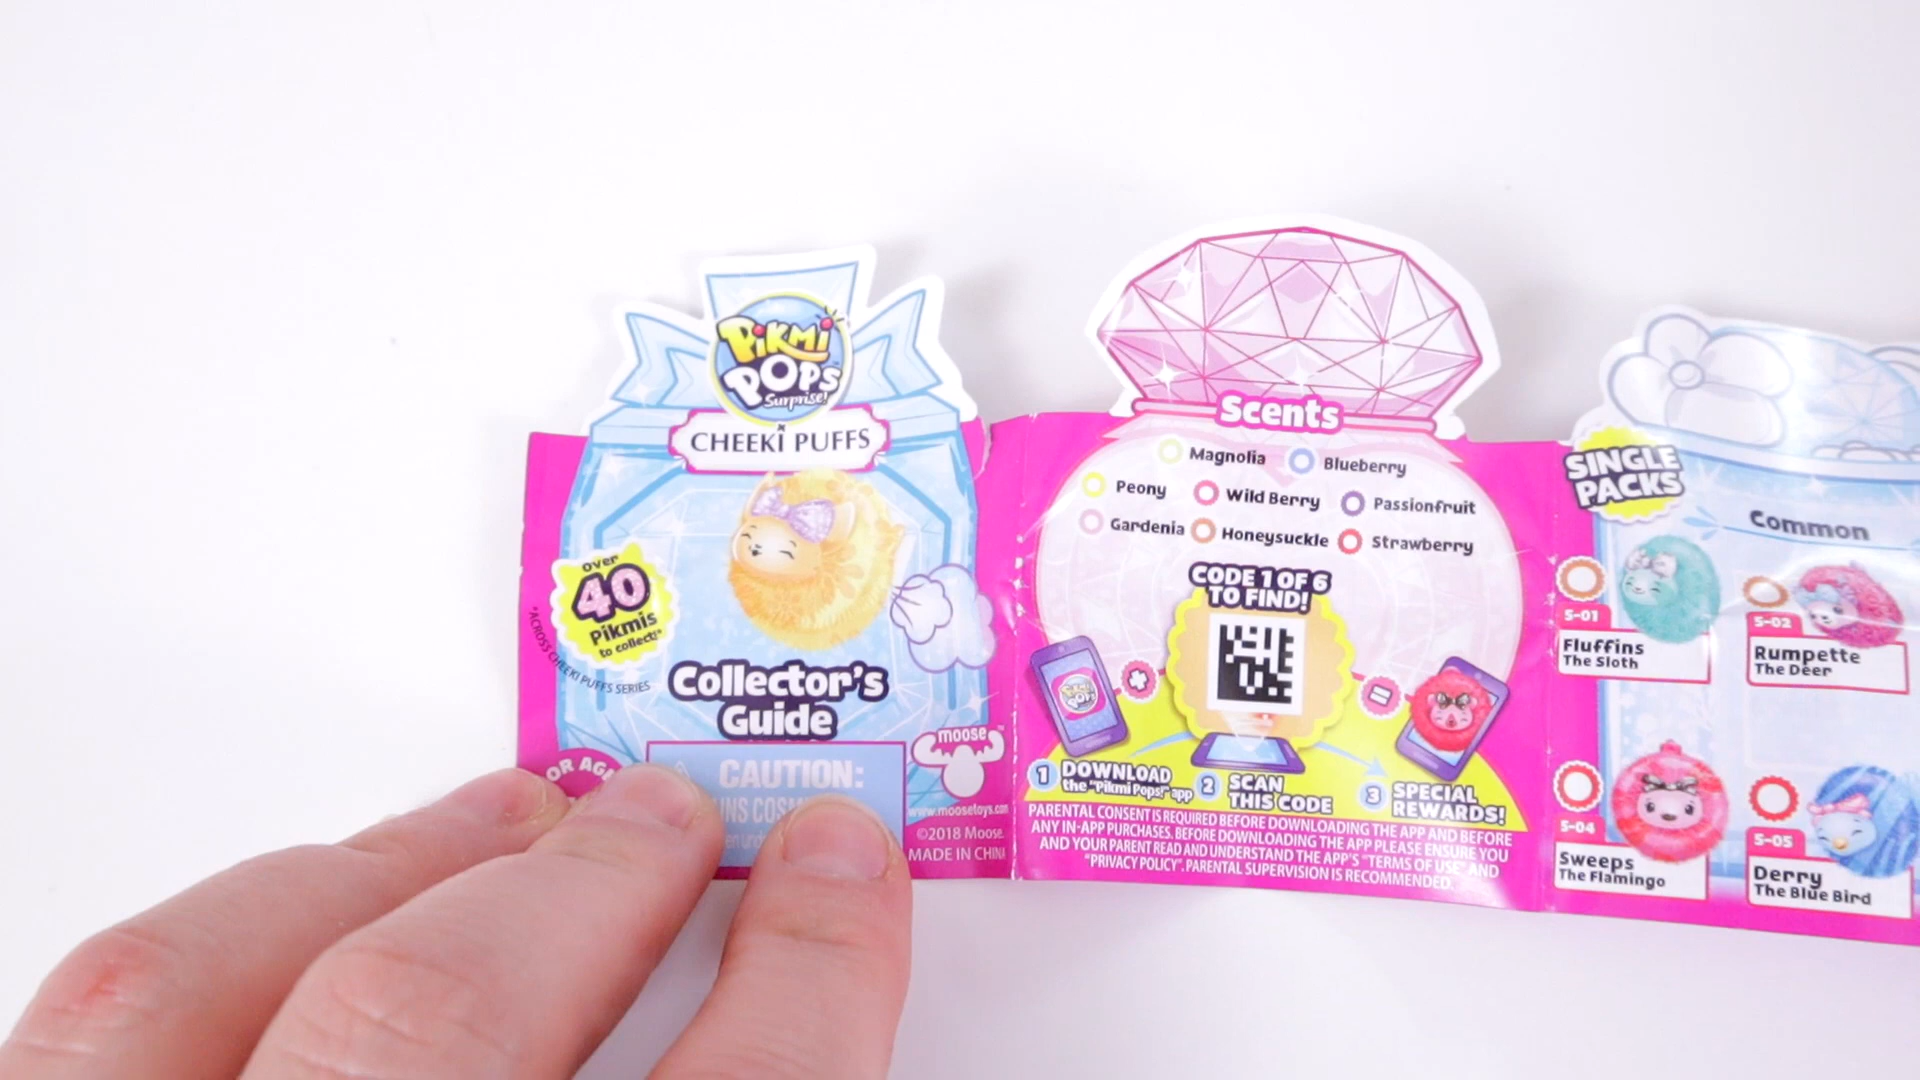 PiKMi
POPS
Surprise!
CHEEKI PUFFS
over
40
Pikmis
to collect!*
*ACROSS CHEEKI PUFFS SERIES
Collector's
Guide
CAUTION:
moose
www.moosetoys.com
©2018 Moose.
MADE IN CHINA
Scents
Magnolia
Blueberry
Peony
Wild Berry
Passionfruit
Gardenia
Honeysuckle
Strawberry
CODE 1 OF 6
TO FIND!
1 DOWNLOAD
the "Pikmi Pops!" app
2 SCAN
THIS CODE
3 SPECIAL
REWARDS!
PARENTAL CONSENT IS REQUIRED BEFORE DOWNLOADING THE APP AND BEFORE
ANY IN-APP PURCHASES. BEFORE DOWNLOADING THE APP PLEASE ENSURE YOU
AND YOUR PARENT READ AND UNDERSTAND THE APP'S "TERMS OF USE" AND
"PRIVACY POLICY". PARENTAL SUPERVISION IS RECOMMENDED.
SINGLE
PACKS
Common
5-01
Fluffins
The Sloth
5-02
Rumpette
The Deer
5-04
Sweeps
The Flamingo
5-05
Derry
The Blue Bird